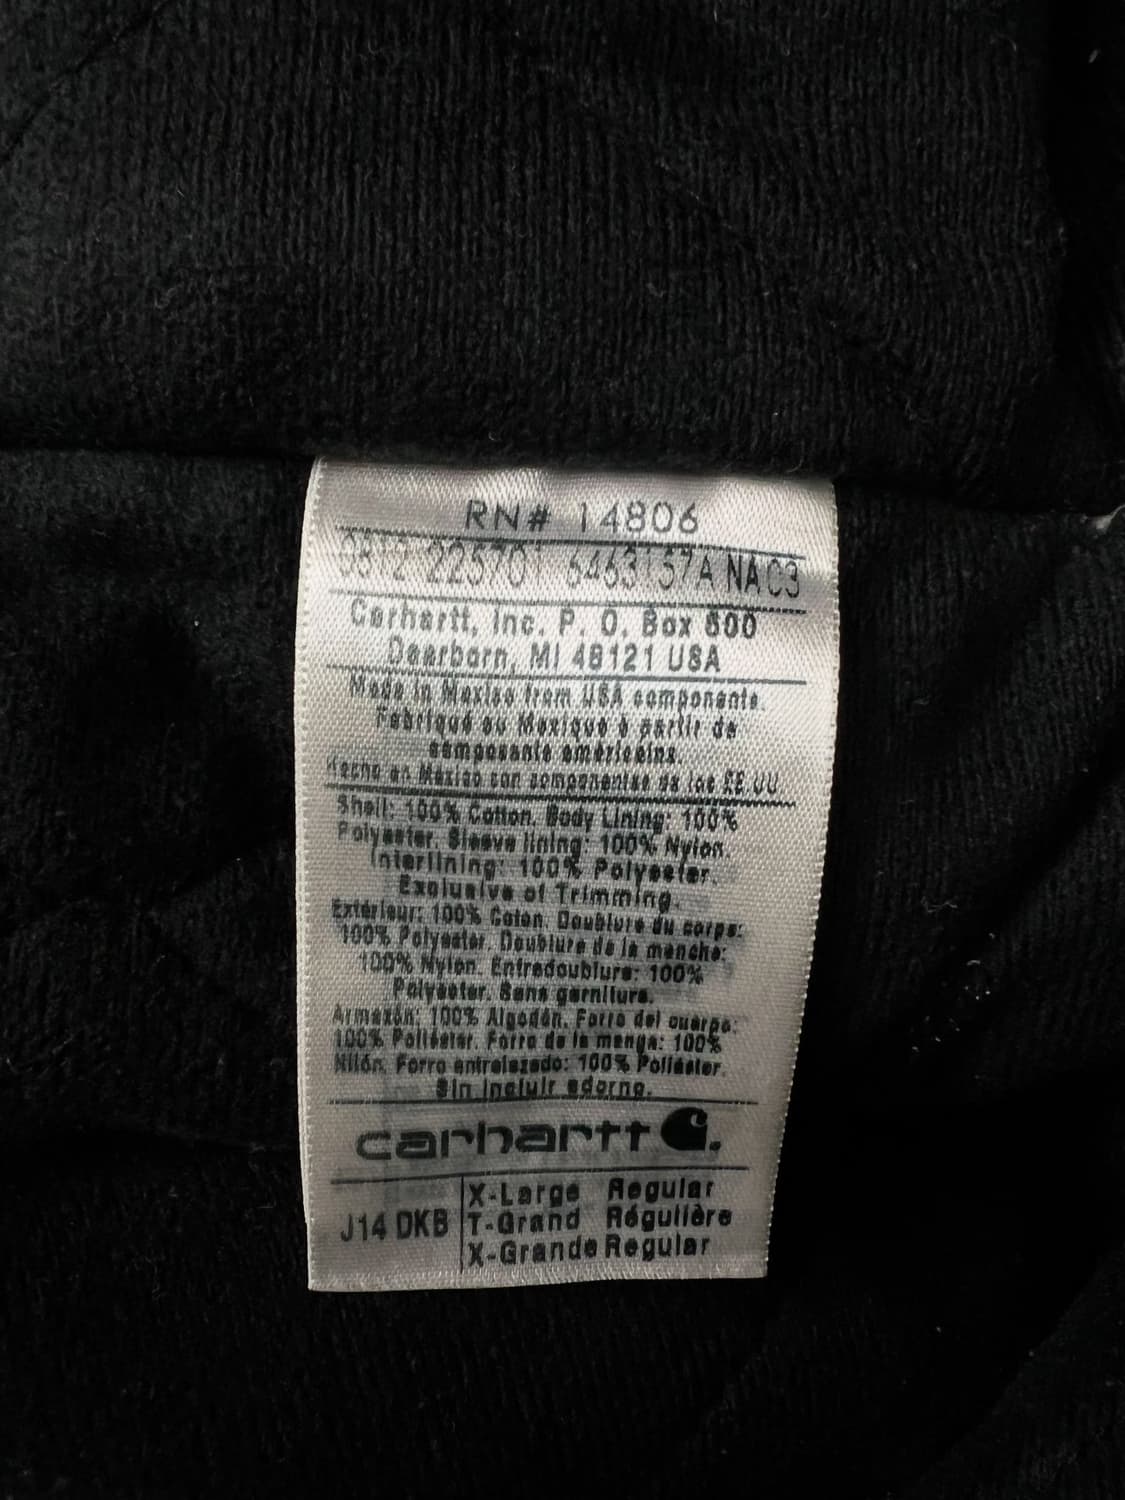 RN# 14806
0812 225701 6463157A NA C3
Carhartt, Inc. P. O. Box 600
Dearborn, MI 48121 USA
Made in Mexico from USA components.
Fabriqué au Mexique à partir de
composants américains.
Hecho en México con componentes de los EE UU
Shell: 100% Cotton. Body Lining: 100%
Polyester. Sleeve lining: 100% Nylon.
Interlining: 100% Polyester.
Exclusive of Trimming.
Extérieur: 100% Coton. Doublure du corps:
100% Polyester. Doublure de la manche:
100% Nylon. Entredoublure: 100%
Polyester. Sans garniture.
Armazón: 100% Algodón. Forro del cuerpo:
100% Poliéster. Forro de la manga: 100%
Nilón. Forro entrelazado: 100% Poliéster.
Sin incluir adorno.
carhartt
J14 DKB
X-Large Regular
T-Grand Régulière
X-Grande Regular